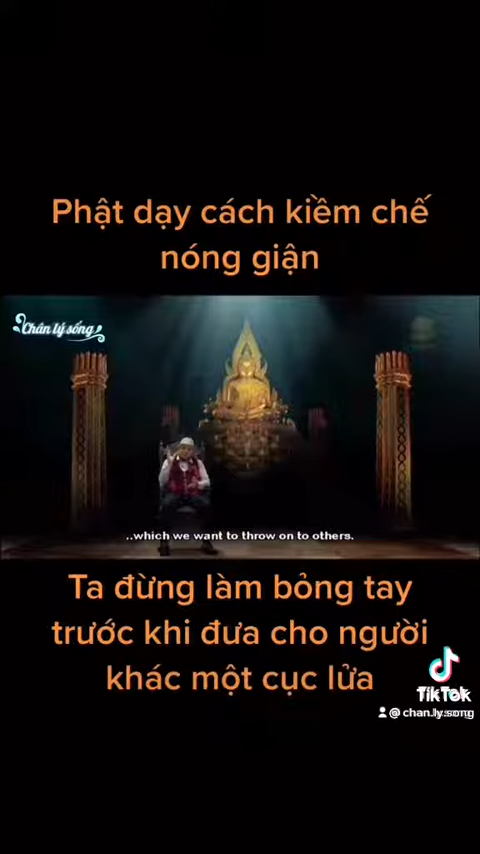 Phật dạy cách kiềm chế
nóng giận
Chân lý sống
..which we want to throw on to others.
Ta đừng làm bỏng tay
trước khi đưa cho người
khác một cục lửa
TikTok
@ chan.ly.song